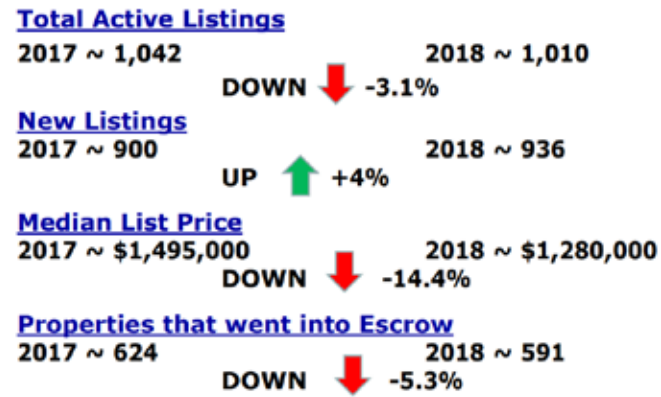 Total Active Listings
2017 ~ 1,042 2018 ~ 1,010
DOWN -3.1%
New Listings
2017 ~ 900 2018 ~ 936
UP +4%
Median List Price
2017 ~ $1,495,000 2018 ~ $1,280,000
DOWN -14.4%
Properties that went into Escrow
2017 ~ 624 2018 ~ 591
DOWN -5.3%